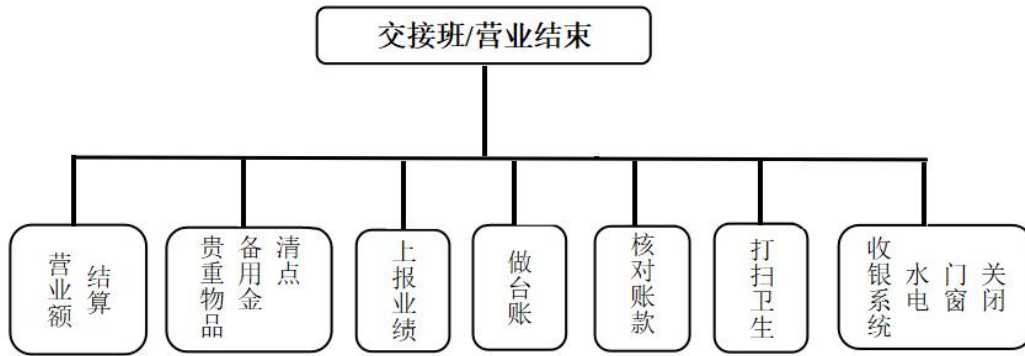 交接班/营业结束
结算
营业额
清点
备用金
贵重物品
上报业绩
做台账
核对账款
打扫卫生
关闭
门窗
水电
收银系统